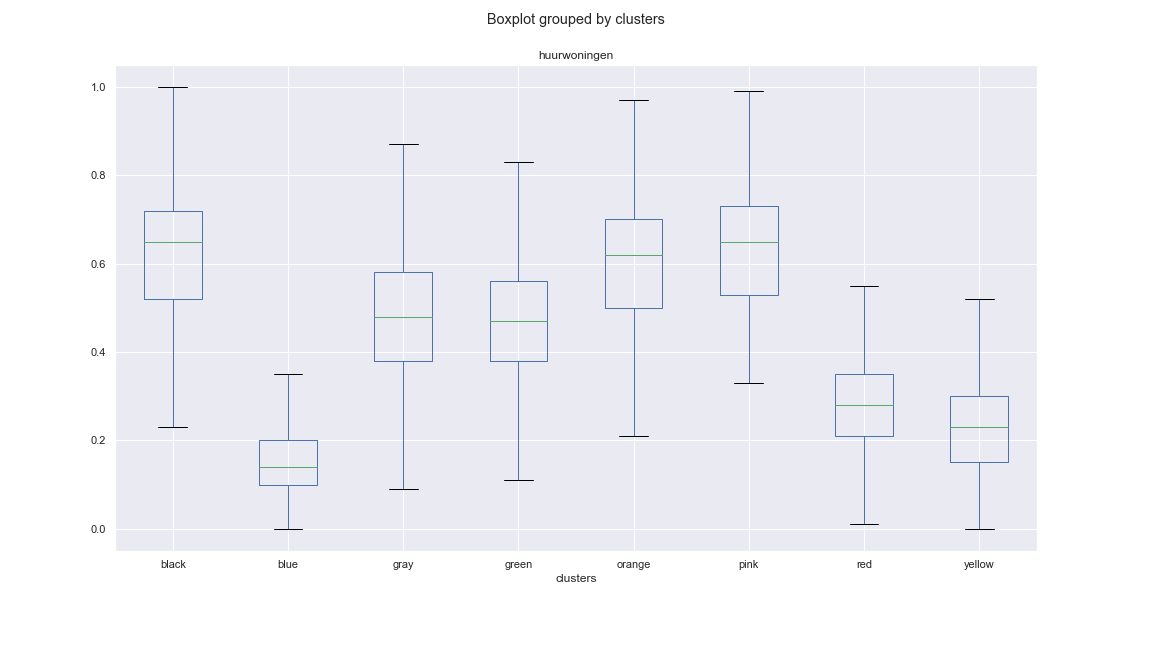 Boxplot grouped by clusters
huurwoningen
1.0
0.8
0.6
0.4
0.2
0.0
black blue gray green orange pink red yellow
clusters